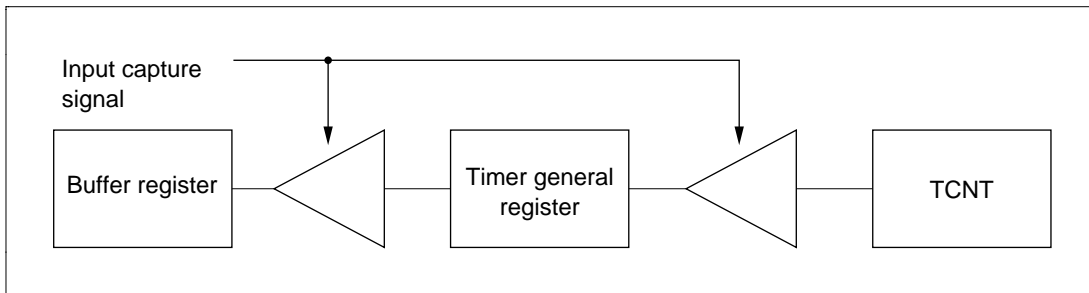 Input capture
signal
Buffer register
Timer general
register
TCNT